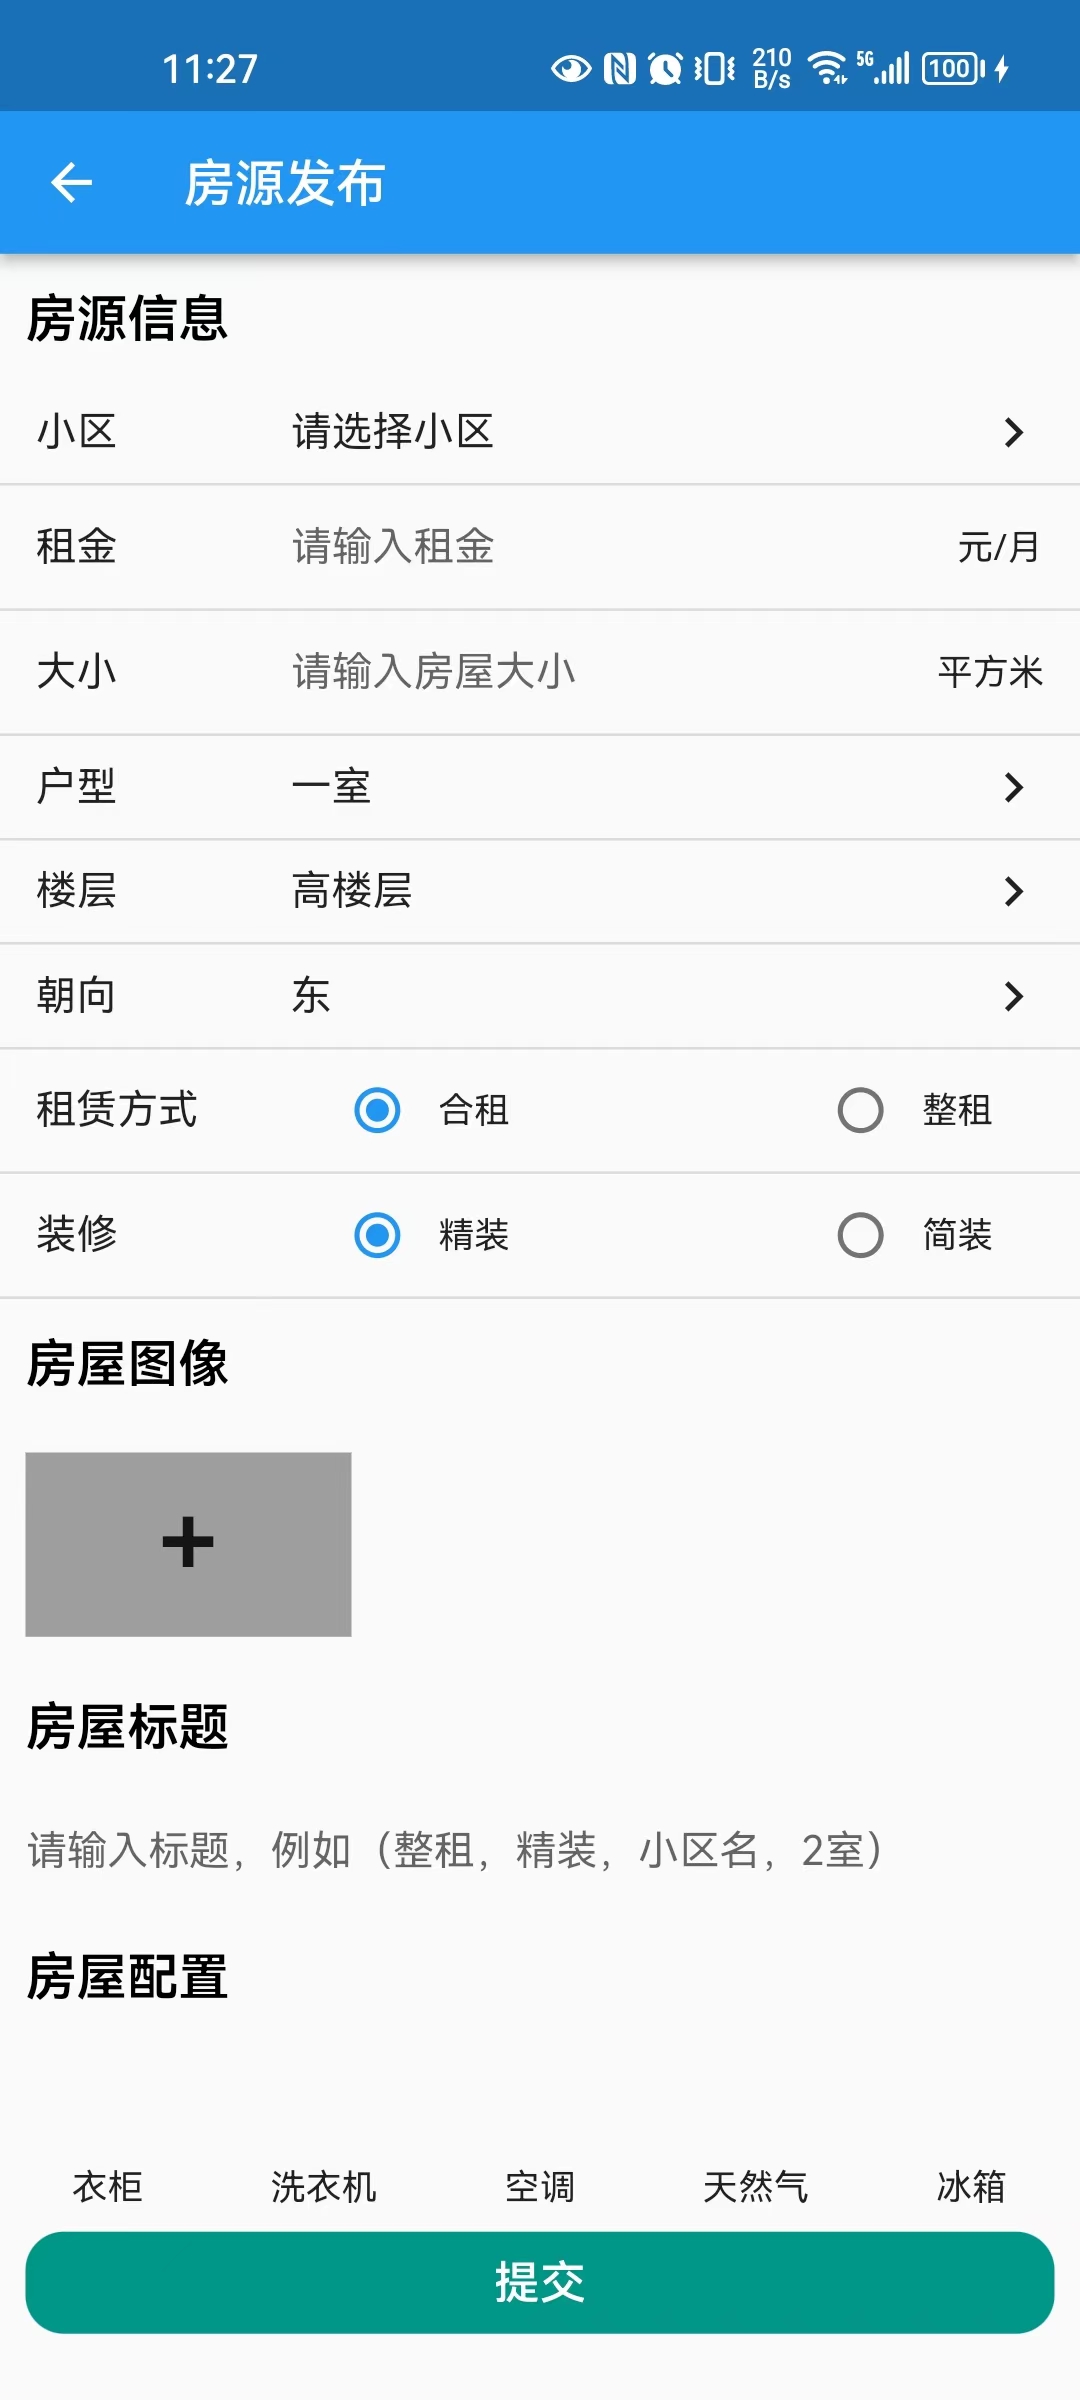 11:27 210 B/s 5G 100
房源发布
房源信息
小区 请选择小区
租金 请输入租金 元/月
大小 请输入房屋大小 平方米
户型 一室
楼层 高楼层
朝向 东
租赁方式 合租 整租
装修 精装 简装
房屋图像
房屋标题
请输入标题，例如（整租，精装，小区名，2室）
房屋配置
衣柜 洗衣机 空调 天然气 冰箱
提交